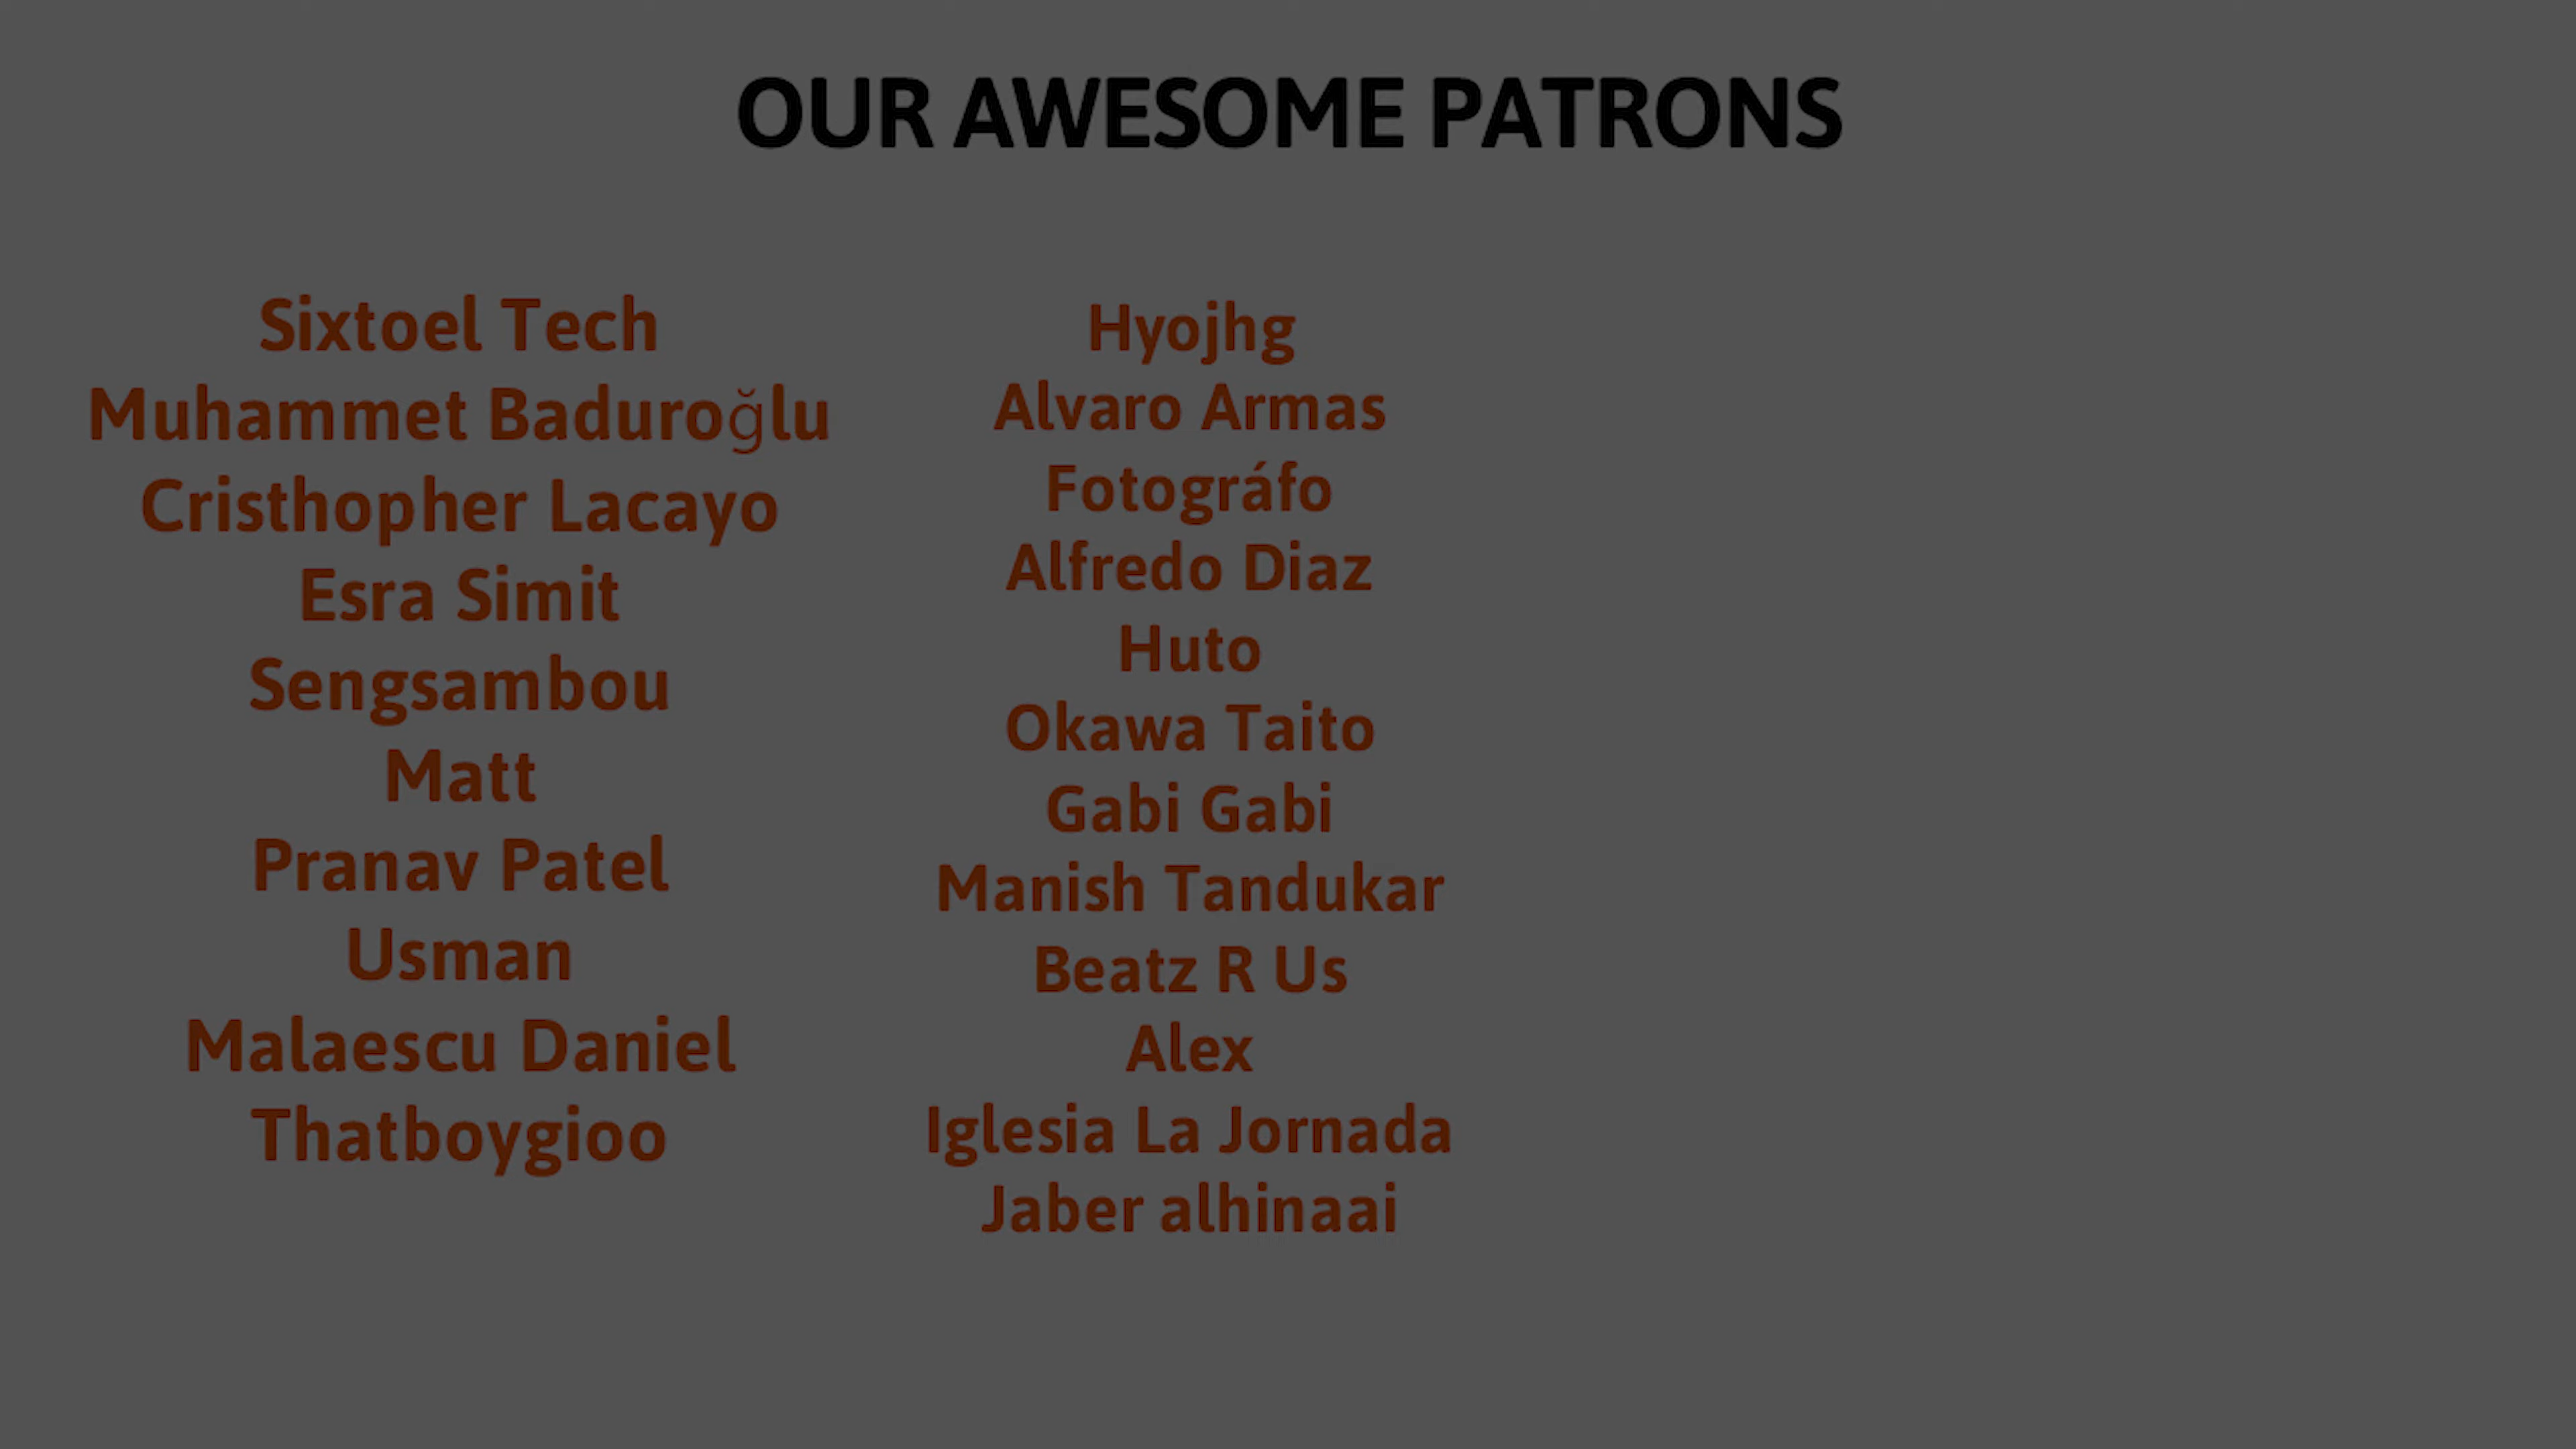 OUR AWESOME PATRONS
Sixtoel Tech
Muhammet Baduroğlu
Cristhopher Lacayo
Esra Simit
Sengsambou
Matt
Pranav Patel
Usman
Malaescu Daniel
Thatboygioo
Hyojhg
Alvaro Armas
Fotográfo
Alfredo Diaz
Huto
Okawa Taito
Gabi Gabi
Manish Tandukar
Beatz R Us
Alex
Iglesia La Jornada
Jaber alhinaai